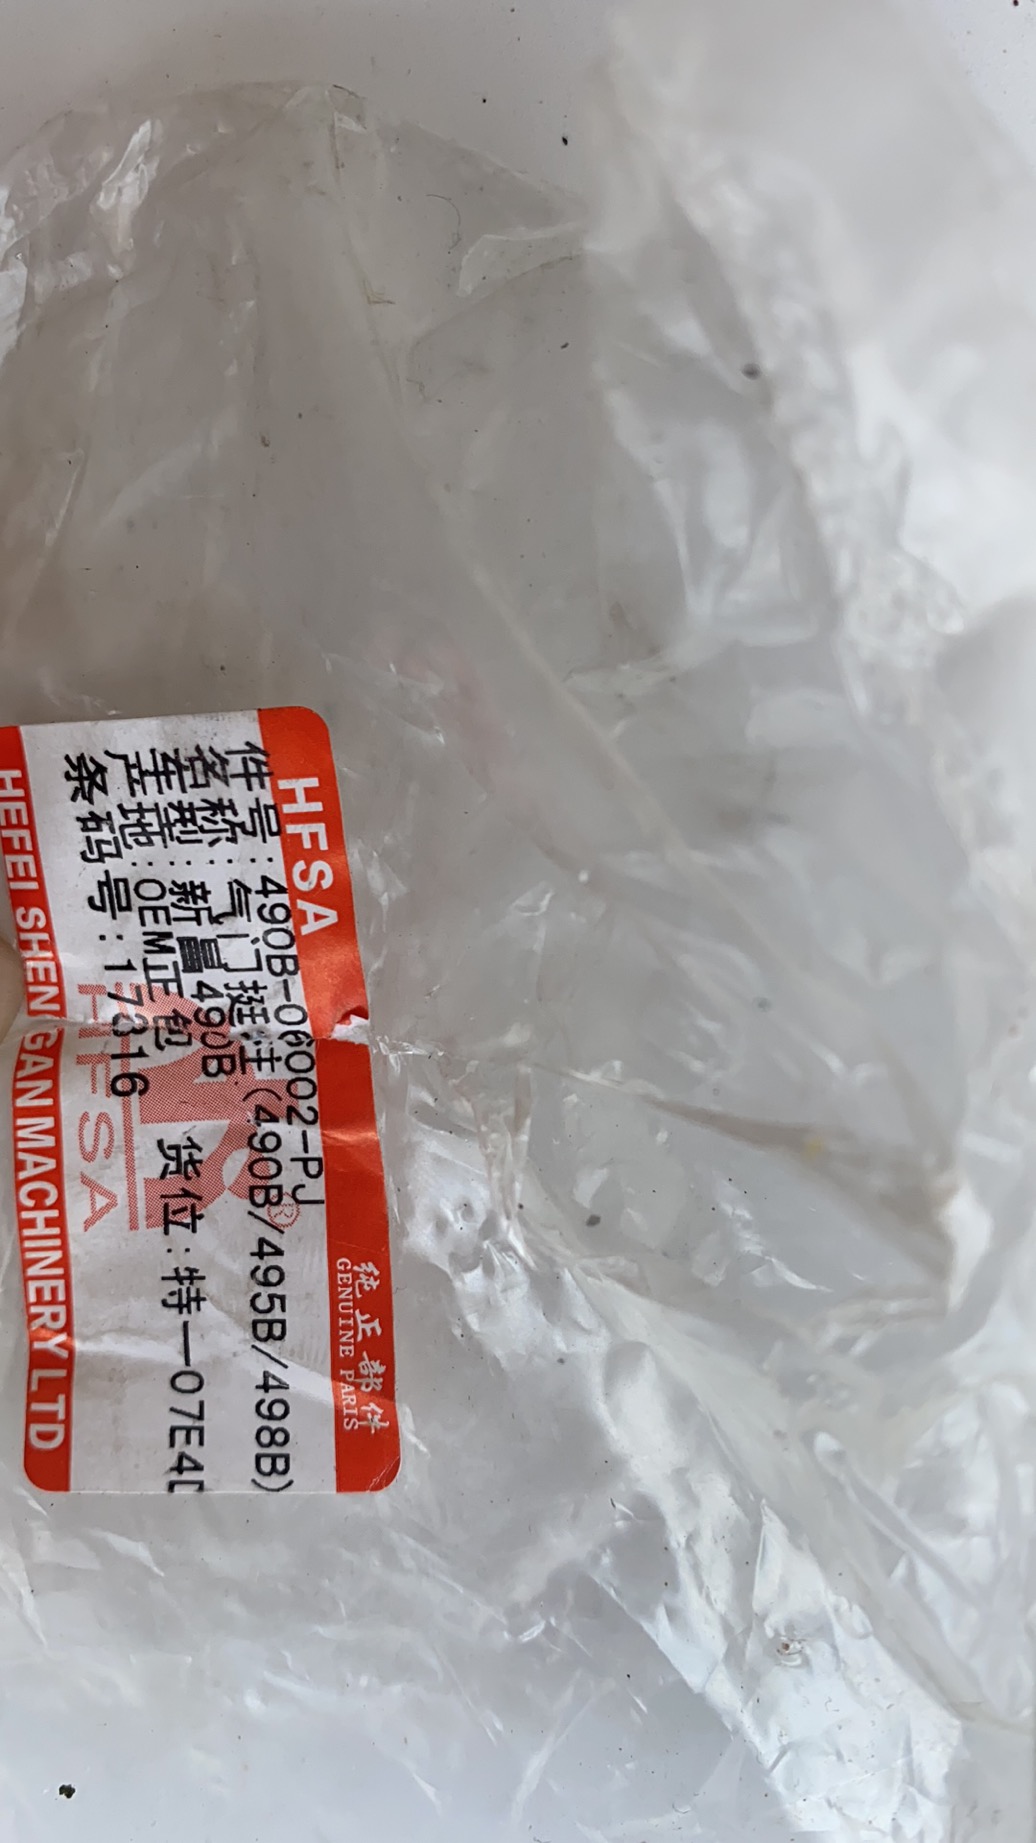 HFSA
纯正部件
GENUINE PARIS
件号:490B-06002-PJ
名称:气门挺柱(490B/495B/498B)
车型:新昌490B
产地:OEM正包 货位:特一07E4
条码号:17316
HFSA
®
HEFEI SHEN GAN MACHINERY LTD